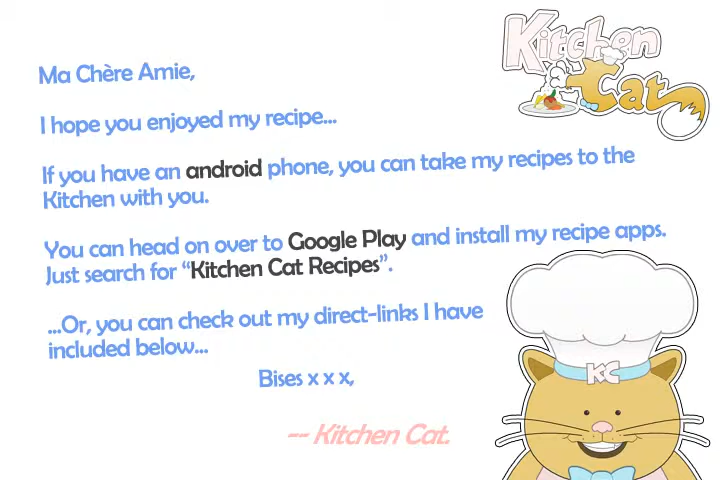 Kitchen
Cat
Ma Chère Amie,
I hope you enjoyed my recipe...
If you have an android phone, you can take my recipes to the
Kitchen with you.
You can head on over to Google Play and install my recipe apps.
Just search for “Kitchen Cat Recipes”.
...Or, you can check out my direct-links I have
included below...
Bises x x x,
-- Kitchen Cat.
KC